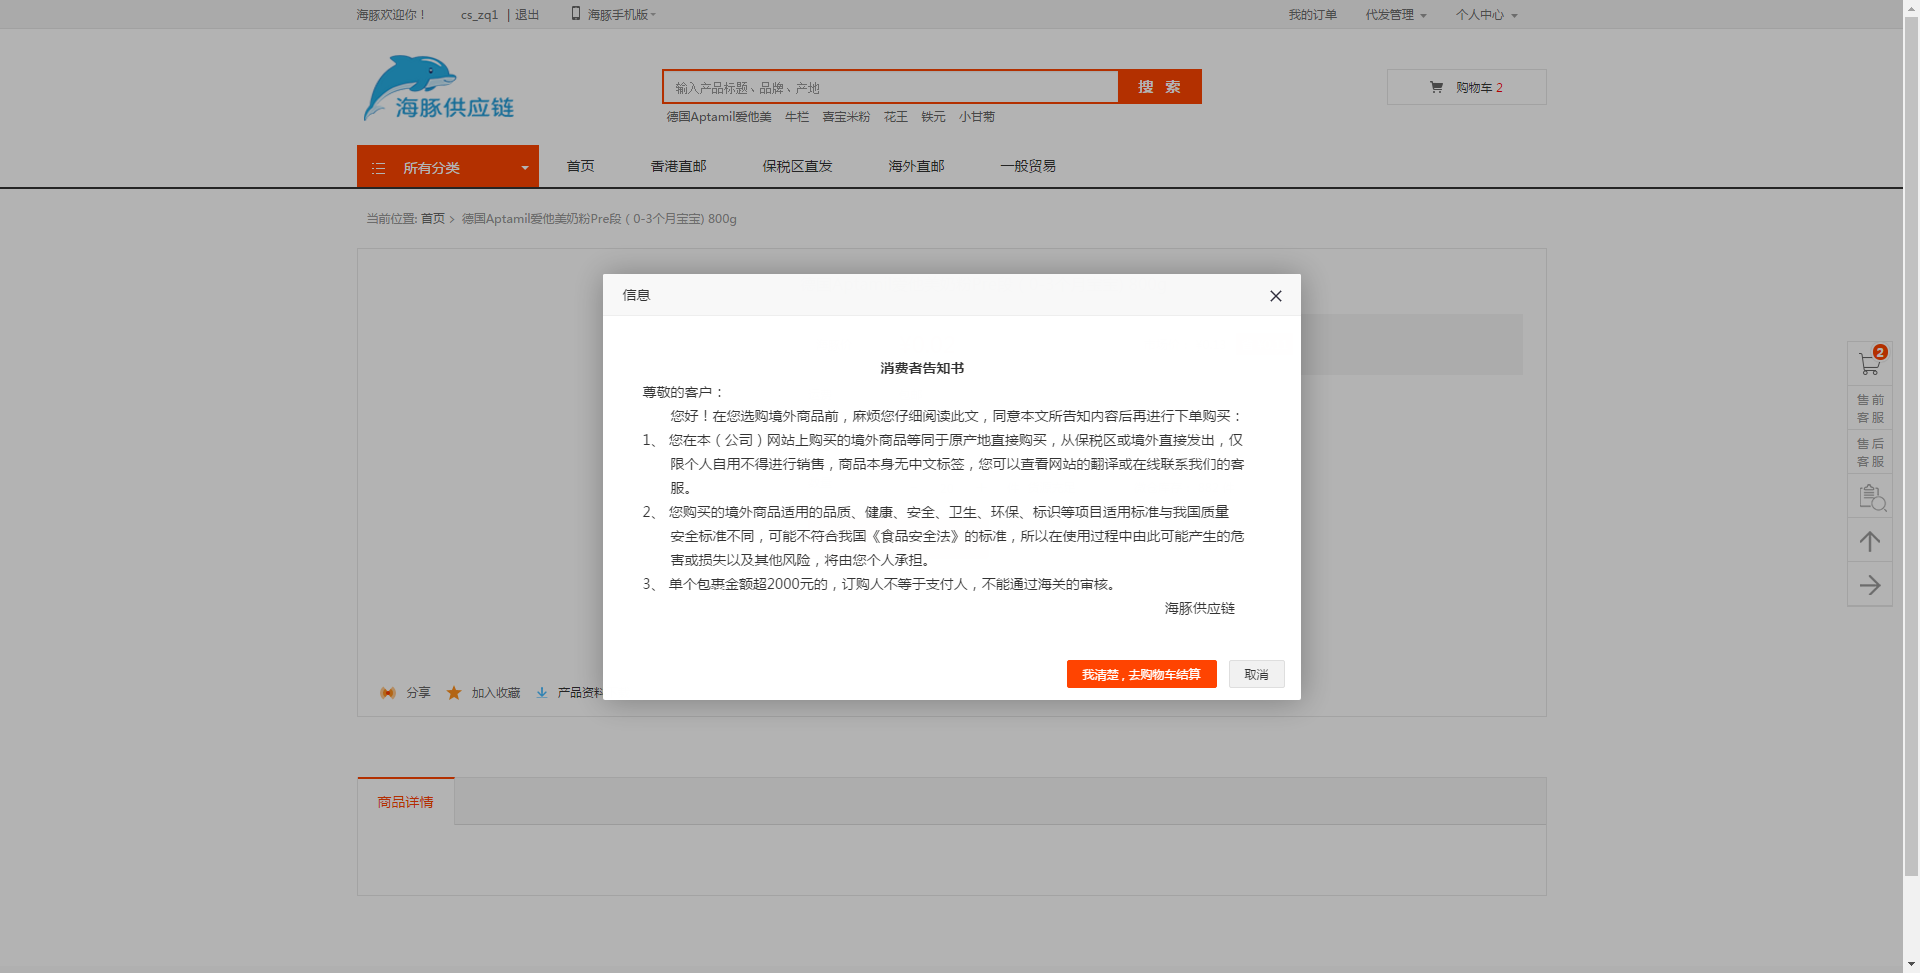 海豚欢迎你！ cs_zq1 | 退出 海豚手机版 我的订单 代发管理 个人中心
海豚供应链
输入产品标题、品牌、产地 搜 索 购物车 2
德国Aptamil爱他美 牛栏 喜宝米粉 花王 铁元 小甘菊
所有分类 首页 香港直邮 保税区直发 海外直邮 一般贸易
当前位置: 首页 > 德国Aptamil爱他美奶粉Pre段 ( 0-3个月宝宝) 800g
信息
消费者告知书
尊敬的客户：
您好！在您选购境外商品前，麻烦您仔细阅读此文，同意本文所告知内容后再进行下单购买：
1、 您在本（公司）网站上购买的境外商品等同于原产地直接购买，从保税区或境外直接发出，仅
限个人自用不得进行销售，商品本身无中文标签，您可以查看网站的翻译或在线联系我们的客
服。
2、 您购买的境外商品适用的品质、健康、安全、卫生、环保、标识等项目适用标准与我国质量
安全标准不同，可能不符合我国《食品安全法》的标准，所以在使用过程中由此可能产生的危
害或损失以及其他风险，将由您个人承担。
3、 单个包裹金额超2000元的，订购人不等于支付人，不能通过海关的审核。
海豚供应链
我清楚，去购物车结算 取消
2
售前
客服
售后
客服
分享 加入收藏 产品资料
商品详情